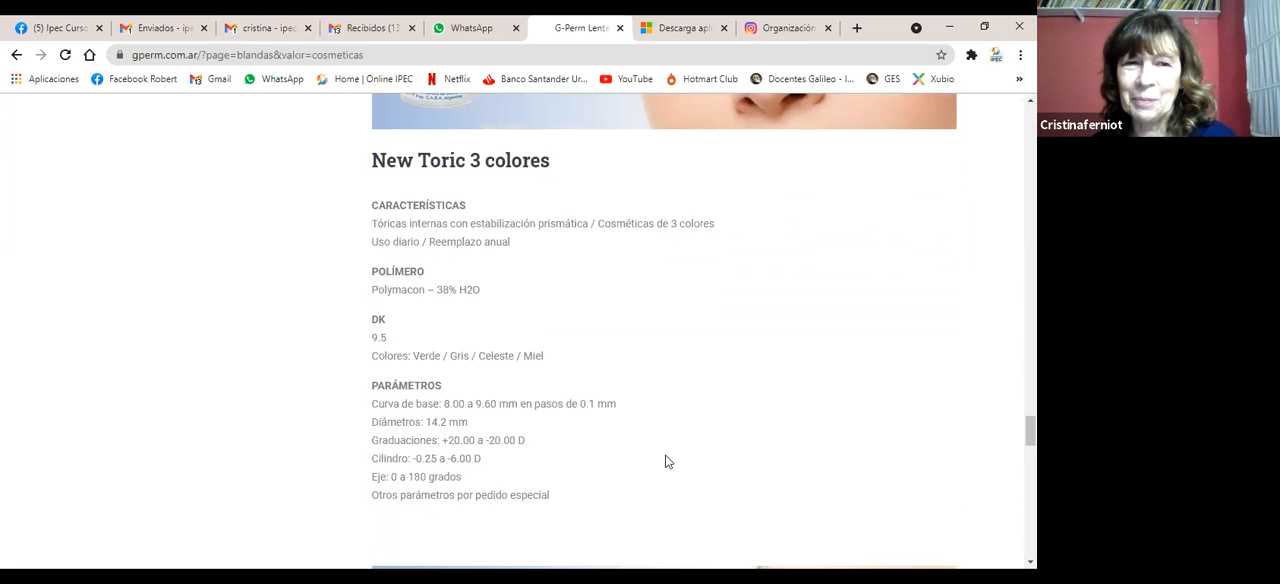 (5) Ipec Curso
Enviados - ipe
cristina - ipec
Recibidos (13
WhatsApp
G-Perm Lente
Descarga apl
Organización
gperm.com.ar/?page=blandas&valor=cosmeticas
Aplicaciones
Facebook Robert
Gmail
WhatsApp
Home | Online IPEC
Netflix
Banco Santander Ur...
YouTube
Hotmart Club
Docentes Galileo - I...
GES
Xubio
»
Cristinaferniot
New Toric 3 colores
CARACTERÍSTICAS
Tóricas internas con estabilización prismática / Cosméticas de 3 colores
Uso diario / Reemplazo anual
POLÍMERO
Polymacon – 38% H2O
DK
9.5
Colores: Verde / Gris / Celeste / Miel
PARÁMETROS
Curva de base: 8.00 a 9.60 mm en pasos de 0.1 mm
Diámetros: 14.2 mm
Graduaciones: +20.00 a -20.00 D
Cilindro: -0.25 a -6.00 D
Eje: 0 a 180 grados
Otros parámetros por pedido especial